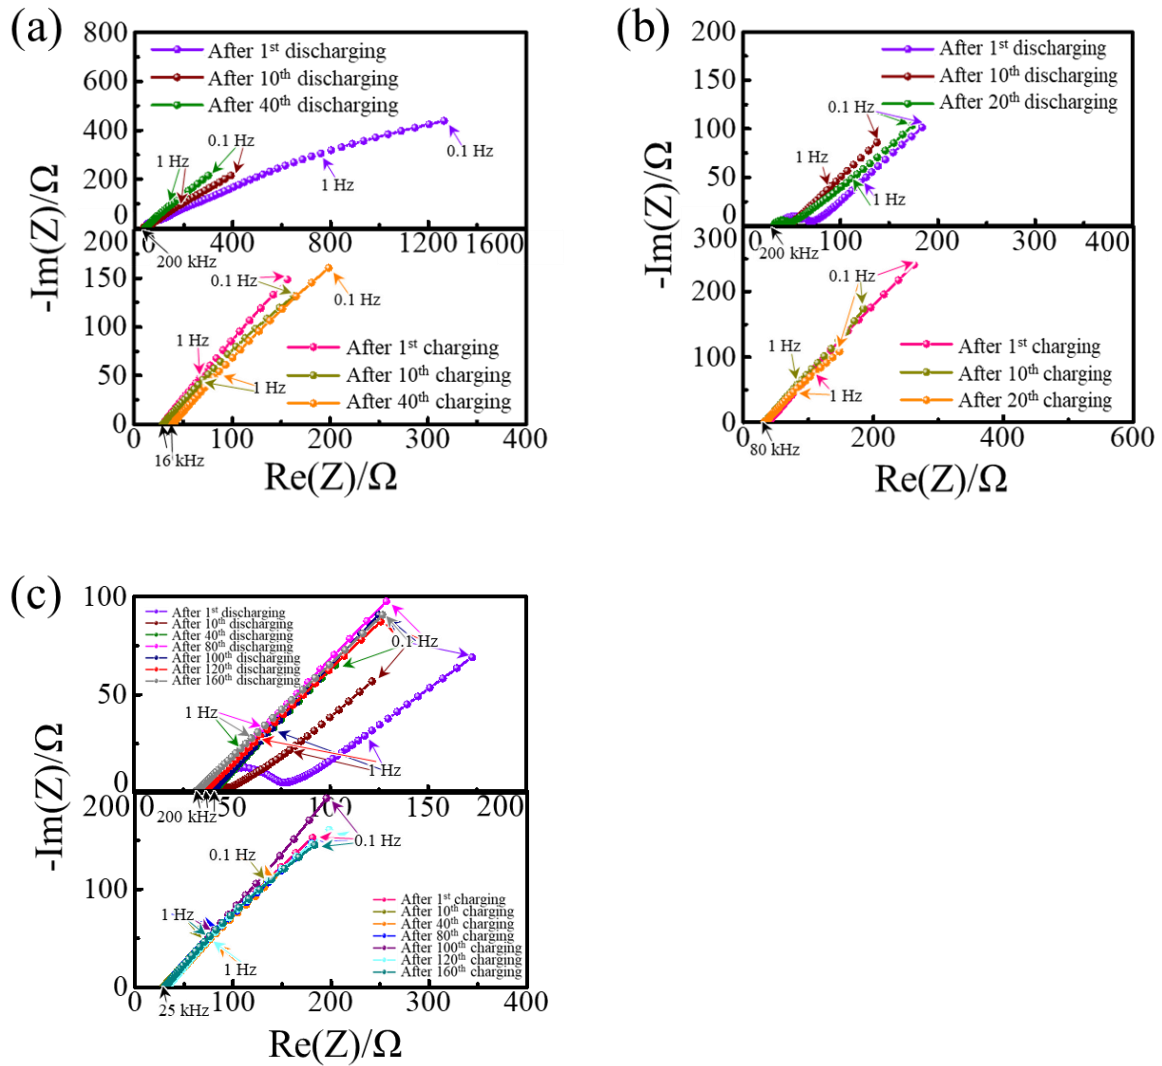 (a)
800
600
400
200
0
After 1st discharging
After 10th discharging
After 40th discharging
0.1 Hz
1 Hz
0.1 Hz
1 Hz
200 kHz
0 400 800 1200 1600
-Im(Z)/Ω
200
150
100
50
0
0.1 Hz
0.1 Hz
1 Hz
1 Hz
After 1st charging
After 10th charging
After 40th charging
16 kHz
0 100 200 300 400
Re(Z)/Ω
(b)
200
150
100
50
0
After 1st discharging
After 10th discharging
After 20th discharging
0.1 Hz
1 Hz
1 Hz
200 kHz
0 100 200 300 400
-Im(Z)/Ω
300
200
100
0
0.1 Hz
1 Hz
1 Hz
After 1st charging
After 10th charging
After 20th charging
80 kHz
0 200 400 600
Re(Z)/Ω
(c)
100
50
0
After 1st discharging
After 10th discharging
After 40th discharging
After 80th discharging
After 100th discharging
After 120th discharging
After 160th discharging
0.1 Hz
1 Hz
1 Hz
200 kHz
0 50 100 150 200
-Im(Z)/Ω
200
100
0
0.1 Hz
0.1 Hz
1 Hz
1 Hz
After 1st charging
After 10th charging
After 40th charging
After 80th charging
After 100th charging
After 120th charging
After 160th charging
25 kHz
0 100 200 300 400
Re(Z)/Ω